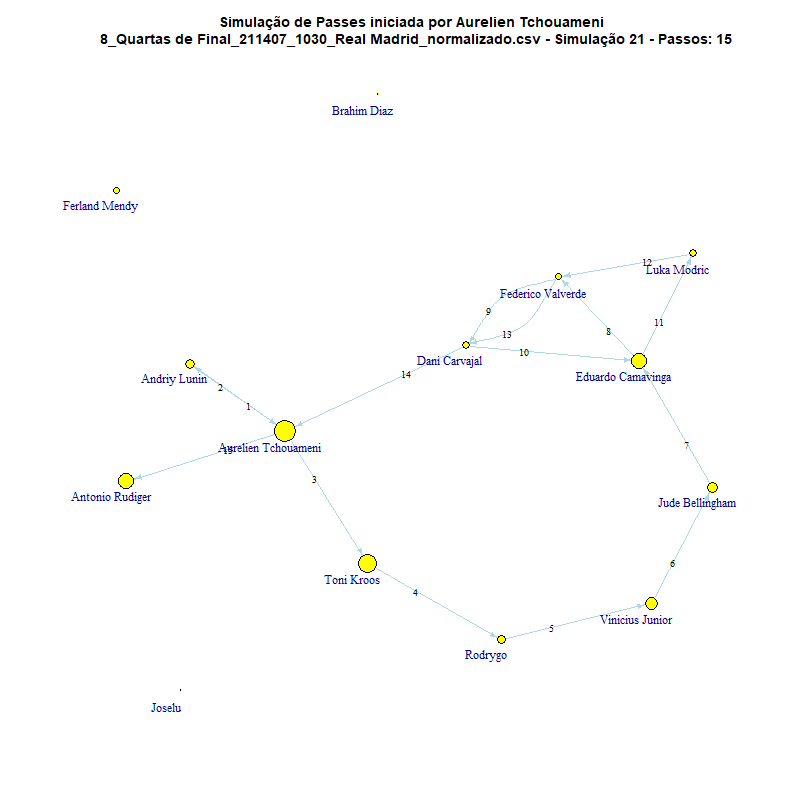 Simulação de Passes iniciada por Aurelien Tchouameni
8_Quartas de Final_211407_1030_Real Madrid_normalizado.csv - Simulação 21 - Passos: 15
Brahim Diaz
Ferland Mendy
12
Luka Modric
Federico Valverde
9
11
8
13
10
Dani Carvajal
14
Eduardo Camavinga
Andriy Lunin
2
1
7
Aurelien Tchouameni
15
3
Antonio Rudiger
Jude Bellingham
6
Toni Kroos
4
Vinicius Junior
5
Rodrygo
Joselu